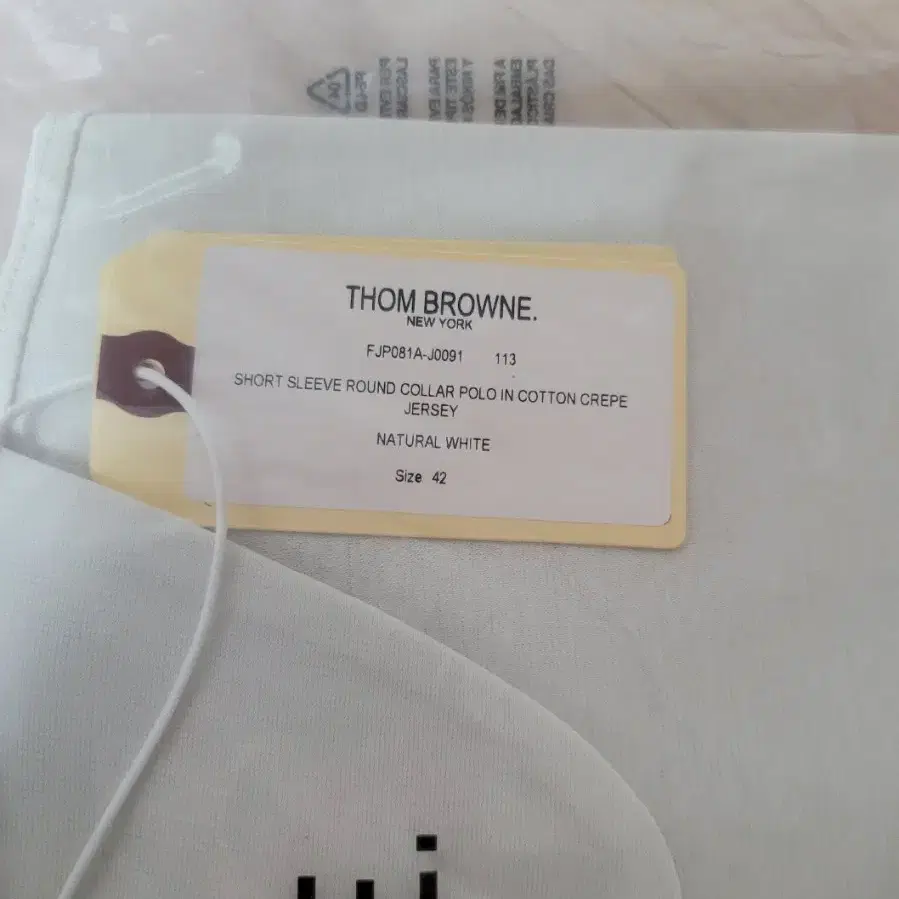 THOM BROWNE.
NEW YORK
FJP081A-J0091 113
SHORT SLEEVE ROUND COLLAR POLO IN COTTON CREPE
JERSEY
NATURAL WHITE
Size 42